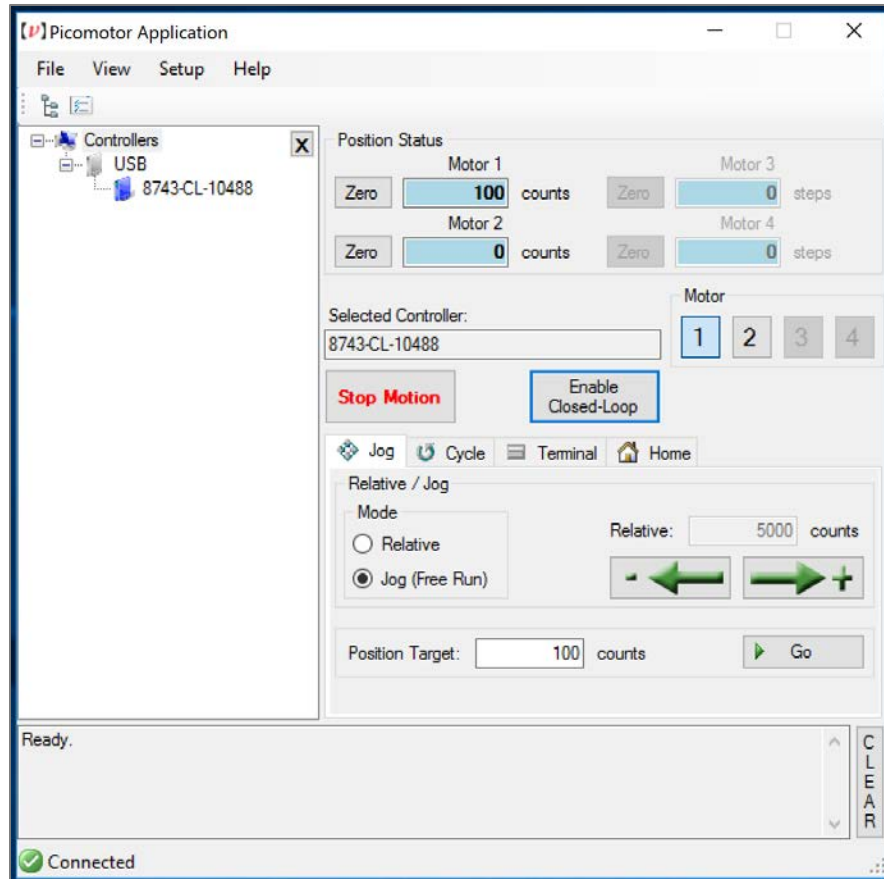 [ν] Picomotor Application
File View Setup Help
Controllers
USB
8743-CL-10488
X
Position Status
Motor 1 Motor 3
Zero 100 counts Zero 0 steps
Motor 2 Motor 4
Zero 0 counts Zero 0 steps
Selected Controller:
8743-CL-10488
Motor
1 2 3 4
Stop Motion
Enable
Closed-Loop
Jog Cycle Terminal Home
Relative / Jog
Mode
Relative
Jog (Free Run)
Relative: 5000 counts
- +
Position Target: 100 counts Go
Ready.
CLEAR
Connected